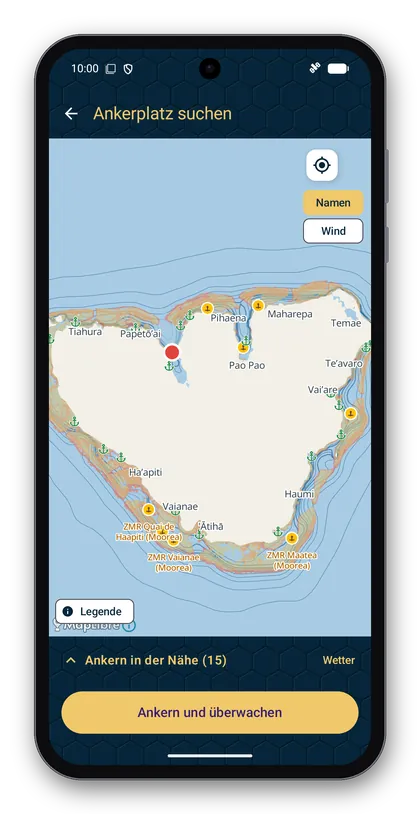 10:00
Ankerplatz suchen
Namen
Wind
Tiahura
Papetō'ai
Pihaena
Maharepa
Temae
Pao Pao
Te'avaro
Vai'are
Ha'apiti
Haumi
Vaianae
ZMR Quai de
Haapiti (Moorea)
'Ātihā
ZMR Vaianae
(Moorea)
ZMR Maatea
(Moorea)
Legende
MapLibre
Ankern in der Nähe (15)
Wetter
Ankern und überwachen